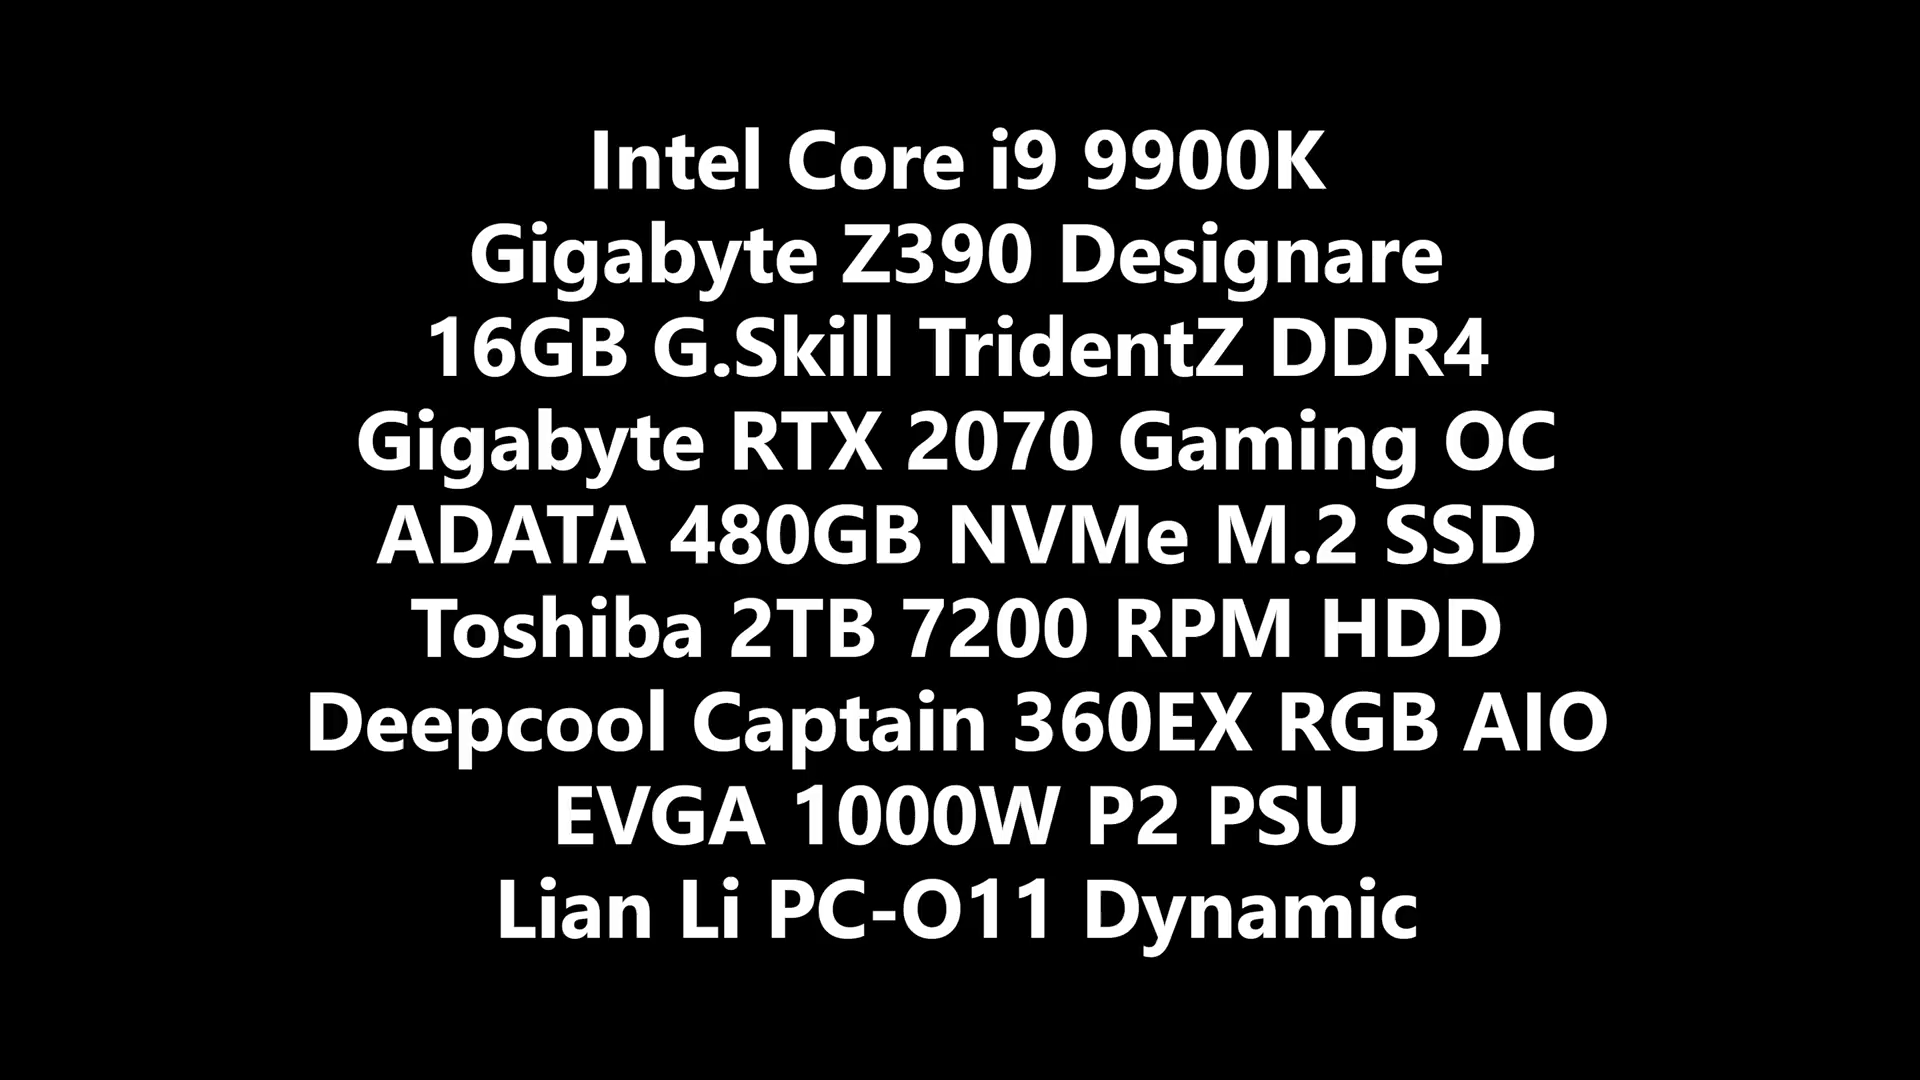 Intel Core i9 9900K
Gigabyte Z390 Designare
16GB G.Skill TridentZ DDR4
Gigabyte RTX 2070 Gaming OC
ADATA 480GB NVMe M.2 SSD
Toshiba 2TB 7200 RPM HDD
Deepcool Captain 360EX RGB AIO
EVGA 1000W P2 PSU
Lian Li PC-O11 Dynamic